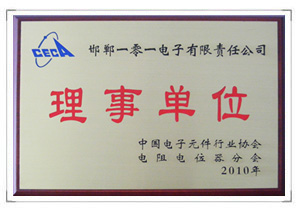 CECA
邯郸一零一电子有限责任公司
理事单位
中国电子元件行业协会
电阻电位器分会
2010年